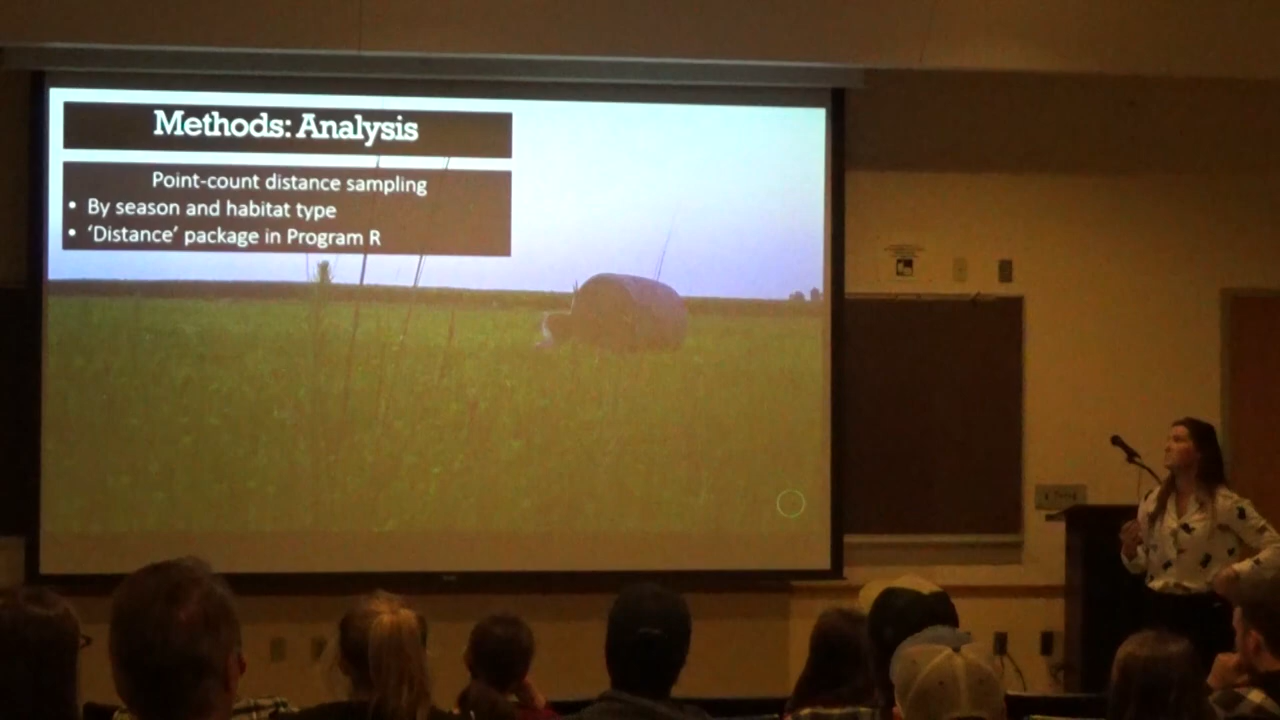 Methods: Analysis
Point-count distance sampling
• By season and habitat type
• ‘Distance’ package in Program R